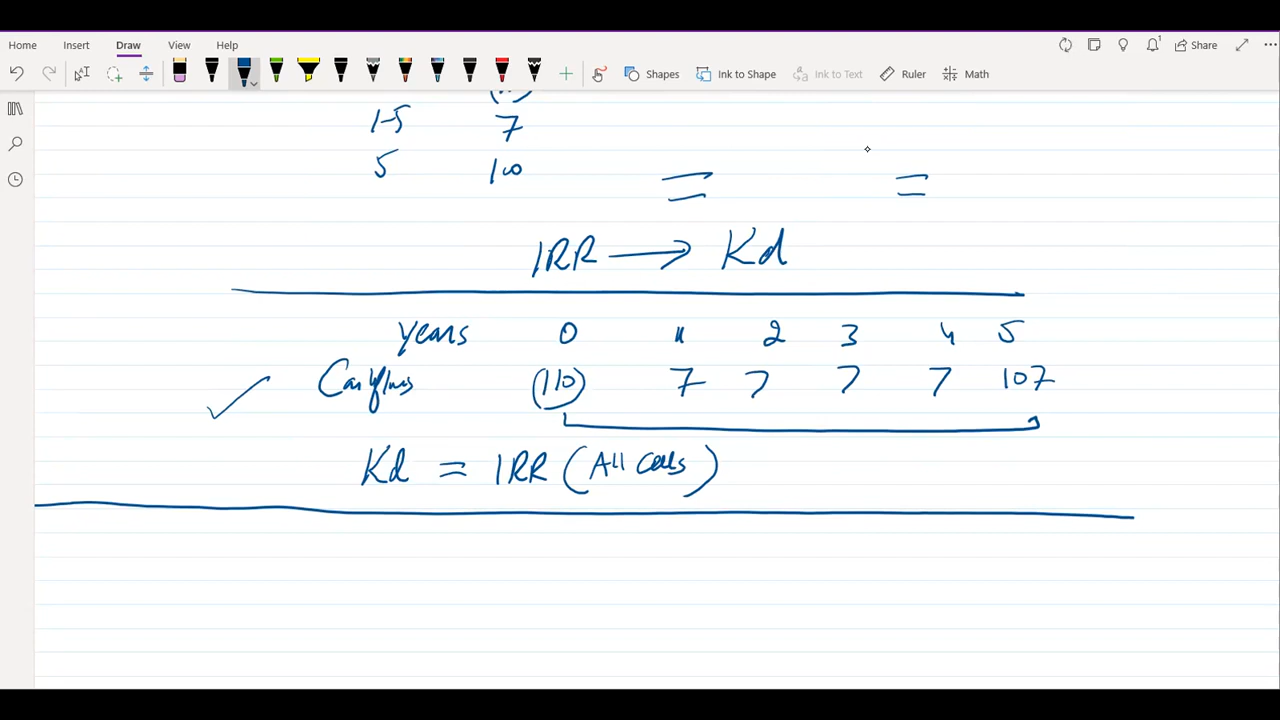 Home Insert Draw View Help
1 Share
Shapes Ink to Shape Ink to Text Ruler Math
1-5 7
5 100
= =
IRR → Kd
years 0 1 2 3 4 5
Cashflows (110) 7 7 7 7 107
Kd = IRR (All Cells)